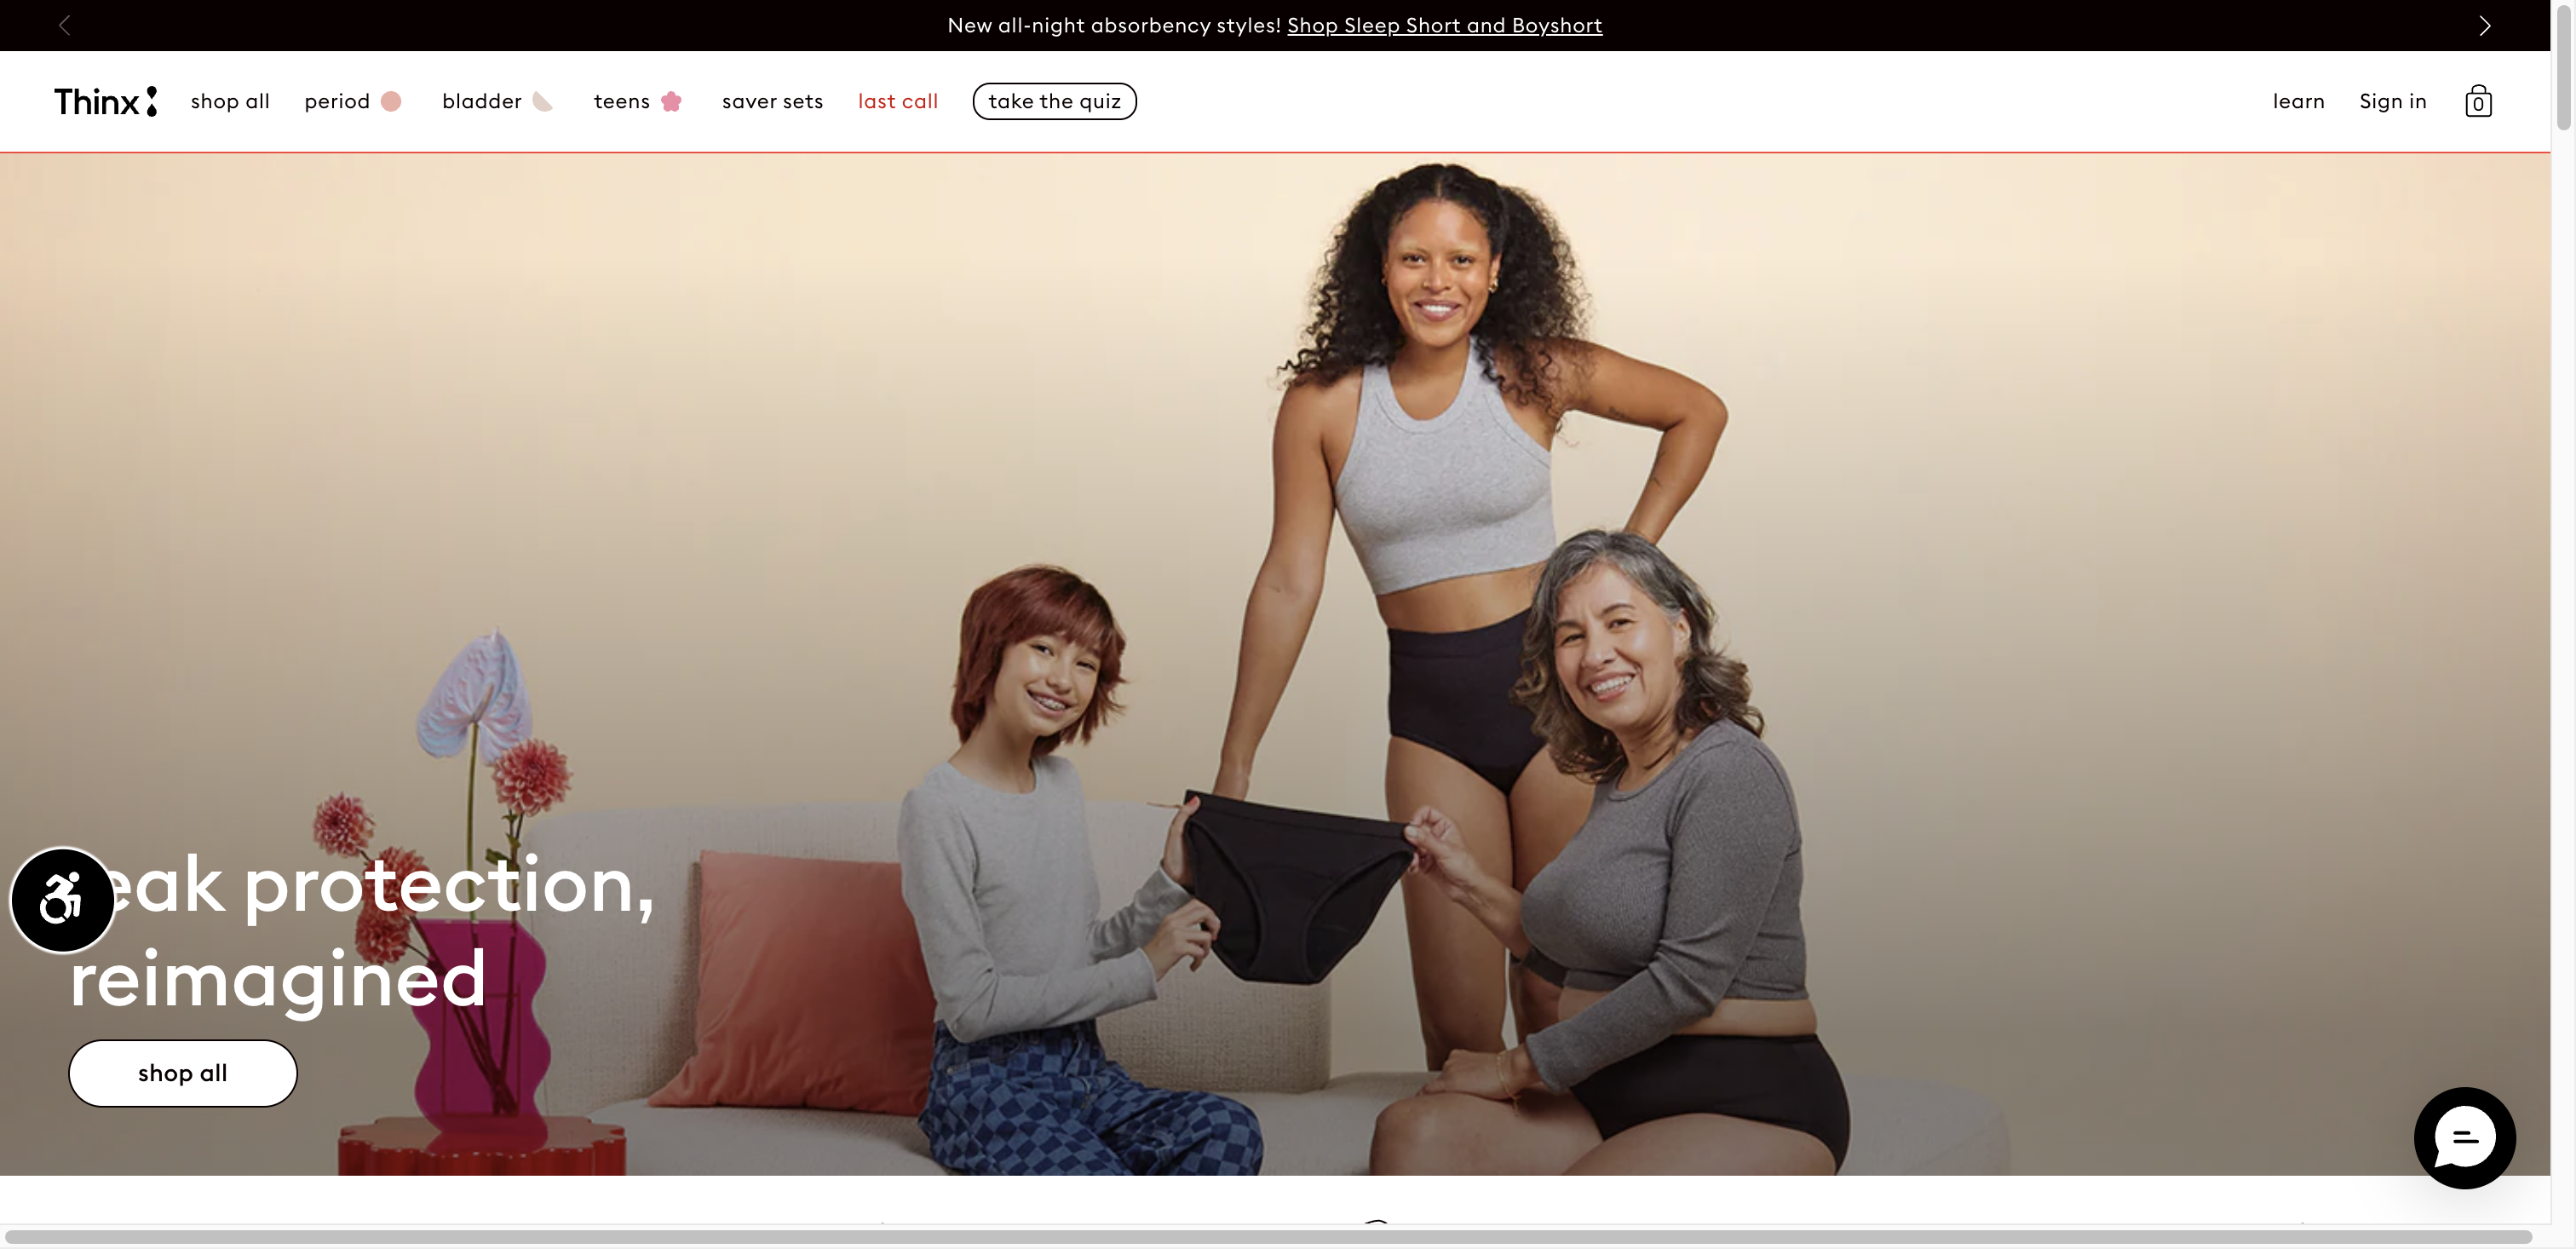 New all-night absorbency styles! Shop Sleep Short and Boyshort
Thinx shop all period bladder teens saver sets last call take the quiz learn Sign in 0
eak protection,
reimagined
shop all